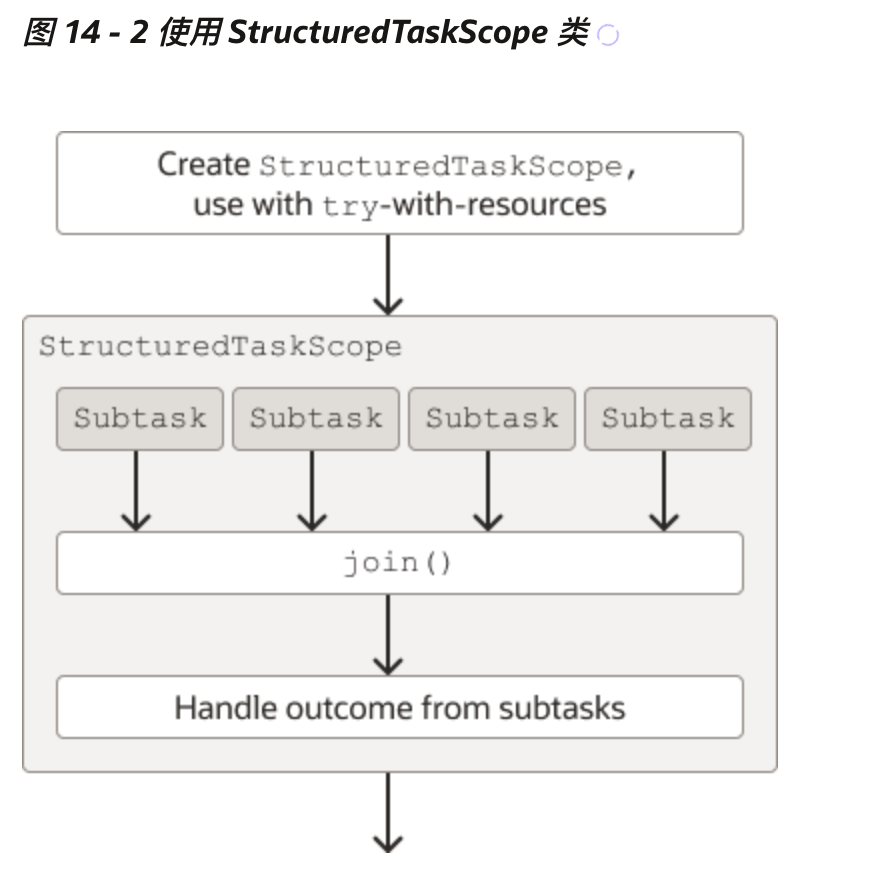 图 14 - 2 使用 StructuredTaskScope 类
Create StructuredTaskScope,
use with try-with-resources
StructuredTaskScope
Subtask Subtask Subtask Subtask
join()
Handle outcome from subtasks